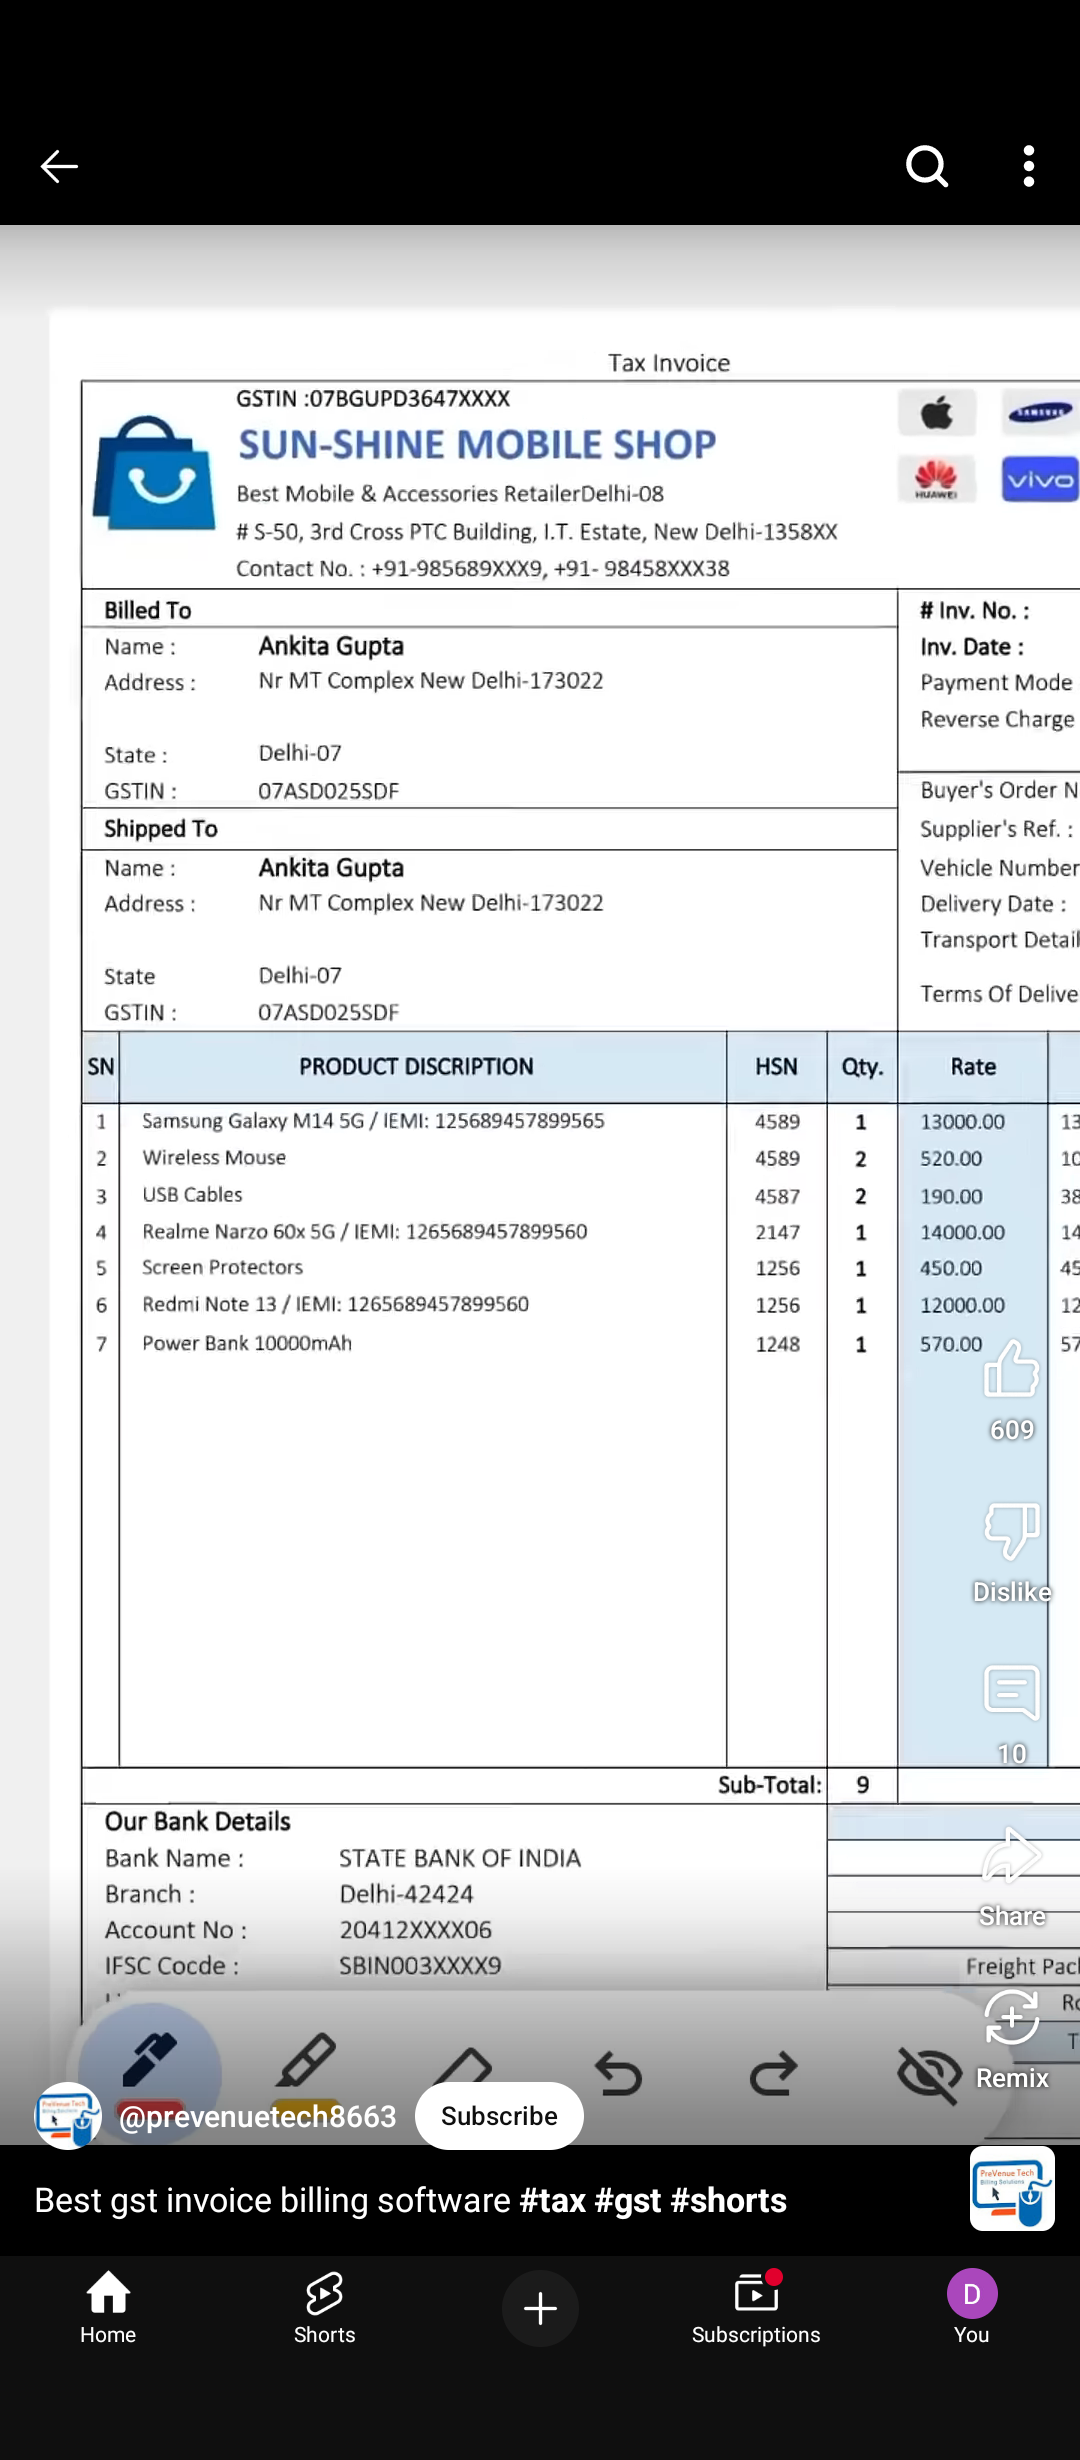 Tax Invoice
GSTIN :07BGUPD3647XXXX
SUN-SHINE MOBILE SHOP
SAMSUNG
HUAWEI
vivo
Best Mobile & Accessories RetailerDelhi-08
# S-50, 3rd Cross PTC Building, I.T. Estate, New Delhi-1358XX
Contact No. : +91-985689XXX9, +91- 98458XXX38
Billed To
Name : Ankita Gupta
Address : Nr MT Complex New Delhi-173022
State : Delhi-07
GSTIN : 07ASD025SDF
# Inv. No. :
Inv. Date :
Payment Mode
Reverse Charge
Shipped To
Name : Ankita Gupta
Address : Nr MT Complex New Delhi-173022
State Delhi-07
GSTIN : 07ASD025SDF
Buyer's Order N
Supplier's Ref. :
Vehicle Number
Delivery Date :
Transport Detail
Terms Of Delive
SN PRODUCT DISCRIPTION HSN Qty. Rate
1 Samsung Galaxy M14 5G / IEMI: 125689457899565 4589 1 13000.00 13
2 Wireless Mouse 4589 2 520.00 10
3 USB Cables 4587 2 190.00 38
4 Realme Narzo 60x 5G / IEMI: 1265689457899560 2147 1 14000.00 14
5 Screen Protectors 1256 1 450.00 45
6 Redmi Note 13 / IEMI: 1265689457899560 1256 1 12000.00 12
7 Power Bank 10000mAh 1248 1 570.00 57
609
Dislike
10
Sub-Total: 9
Our Bank Details
Bank Name : STATE BANK OF INDIA
Branch : Delhi-42424
Account No : 20412XXXX06
IFSC Cocde : SBIN003XXXX9
Share
Freight Pack
Ro
T
Remix
@prevenuetech8663
Subscribe
Best gst invoice billing software #tax #gst #shorts
PreVenue Tech
Billing Solutions
Home
Shorts
Subscriptions
D
You